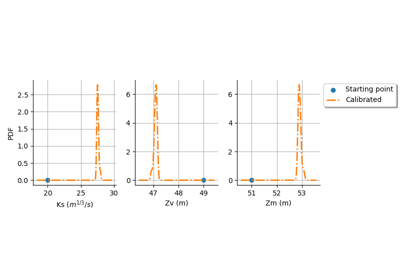 Starting point
Calibrated
PDF
2.5
2.0
1.5
1.0
0.5
0.0
20 25 30
Ks (m^{1/3}/s)
6
4
2
0
47 48 49
Zv (m)
6
4
2
0
51 52 53
Zm (m)